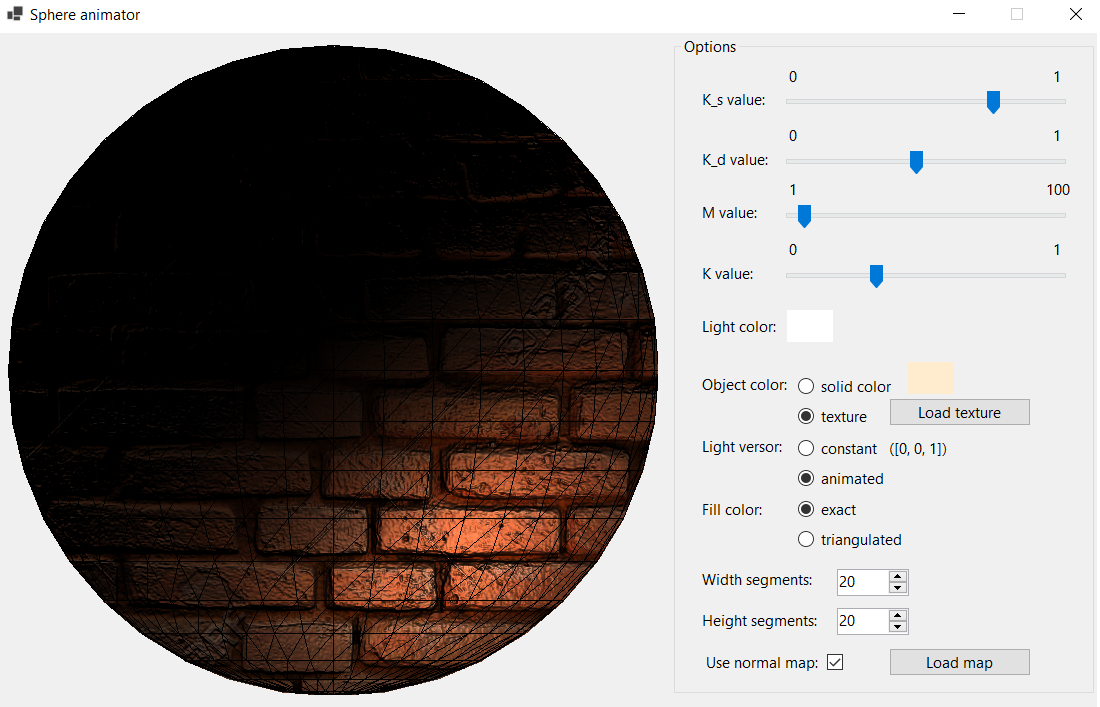 Sphere animator
Options
0 1
K_s value:
0 1
K_d value:
1 100
M value:
0 1
K value:
Light color:
Object color: solid color
texture Load texture
Light versor: constant ([0, 0, 1])
animated
Fill color: exact
triangulated
Width segments: 20
Height segments: 20
Use normal map: Load map